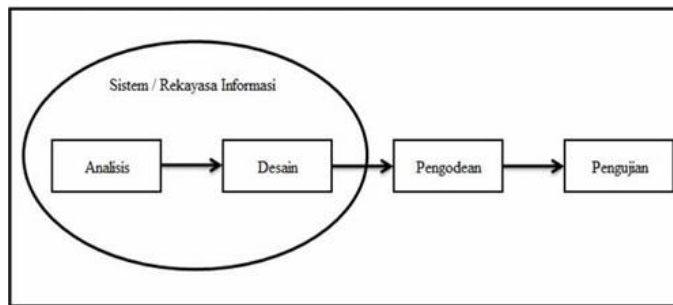 Sistem / Rekayasa Informasi
Analisis
Desain
Pengodean
Pengujian